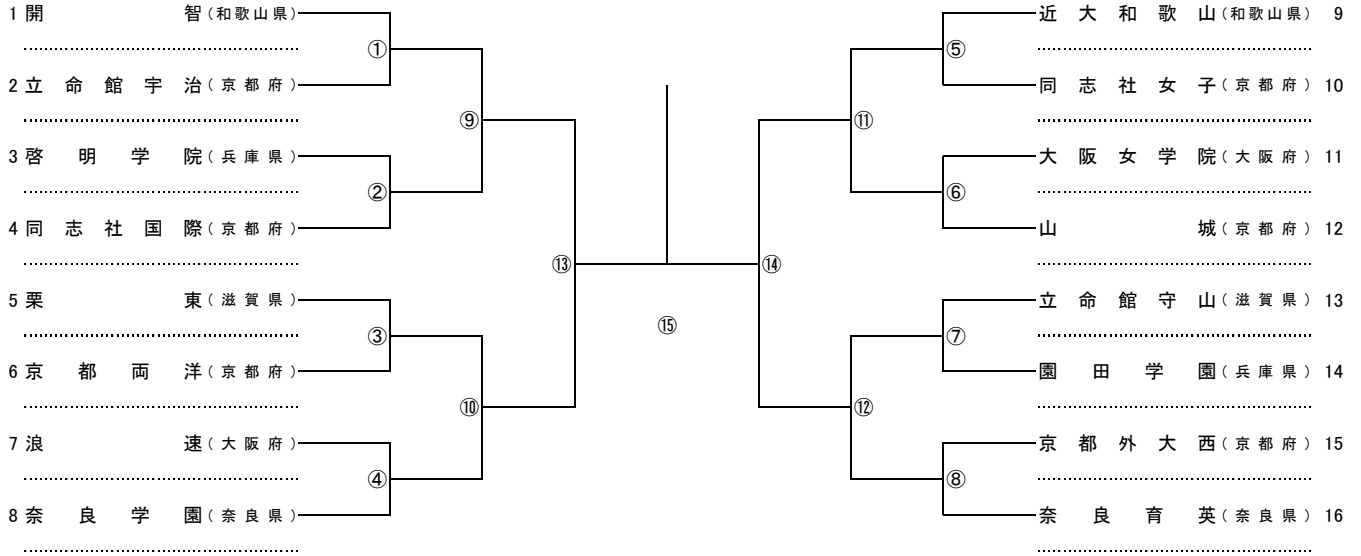 1 開智(和歌山県)
①
2 立命館宇治(京都府)
⑨
3 啓明学院(兵庫県)
②
4 同志社国際(京都府)
⑬
5 栗東(滋賀県)
③
6 京都両洋(京都府)
⑩
7 浪速(大阪府)
④
8 奈良学園(奈良県)
⑮
近大和歌山(和歌山県) 9
⑤
同志社女子(京都府) 10
⑪
大阪女学院(大阪府) 11
⑥
山城(京都府) 12
⑭
立命館守山(滋賀県) 13
⑦
園田学園(兵庫県) 14
⑫
京都外大西(京都府) 15
⑧
奈良育英(奈良県) 16